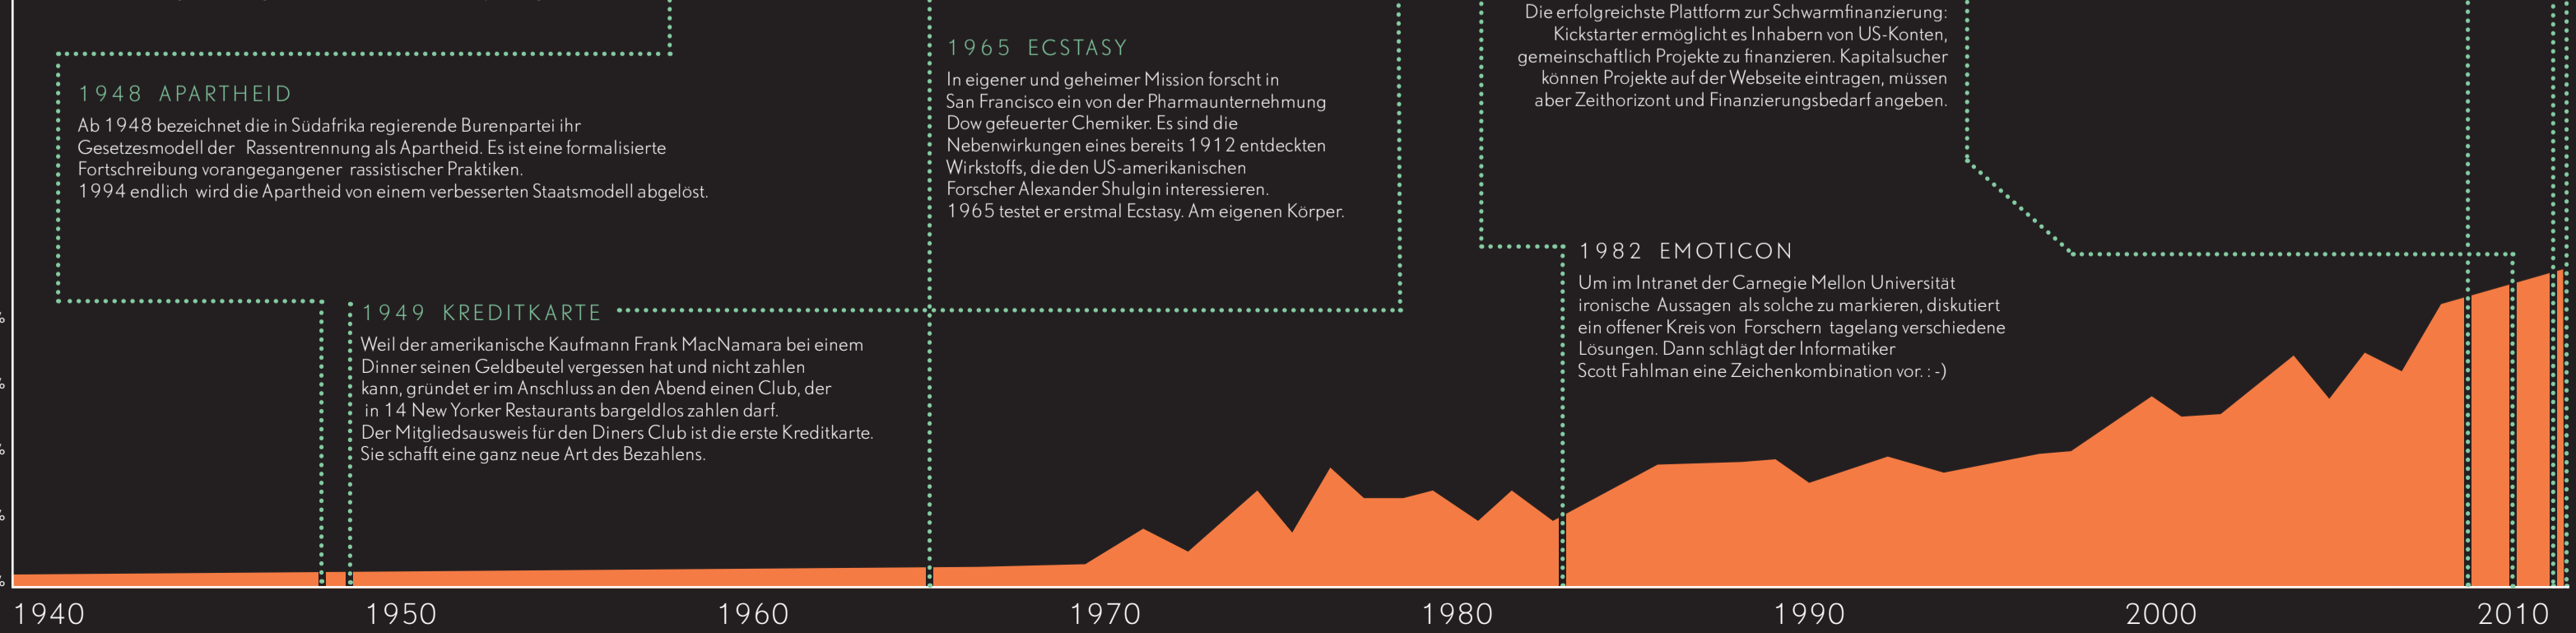 1948 APARTHEID
Ab 1948 bezeichnet die in Südafrika regierende Burenpartei ihr
Gesetzesmodell der Rassentrennung als Apartheid. Es ist eine formalisierte
Fortschreibung vorangegangener rassistischer Praktiken.
1994 endlich wird die Apartheid von einem verbesserten Staatsmodell abgelöst.
1949 KREDITKARTE
Weil der amerikanische Kaufmann Frank MacNamara bei einem
Dinner seinen Geldbeutel vergessen hat und nicht zahlen
kann, gründet er im Anschluss an den Abend einen Club, der
in 14 New Yorker Restaurants bargeldlos zahlen darf.
Der Mitgliedsausweis für den Diners Club ist die erste Kreditkarte.
Sie schafft eine ganz neue Art des Bezahlens.
1965 ECSTASY
In eigener und geheimer Mission forscht in
San Francisco ein von der Pharmaunternehmung
Dow gefeuerter Chemiker. Es sind die
Nebenwirkungen eines bereits 1912 entdeckten
Wirkstoffs, die den US-amerikanischen
Forscher Alexander Shulgin interessieren.
1965 testet er erstmal Ecstasy. Am eigenen Körper.
Die erfolgreichste Plattform zur Schwarmfinanzierung:
Kickstarter ermöglicht es Inhabern von US-Konten,
gemeinschaftlich Projekte zu finanzieren. Kapitalsucher
können Projekte auf der Webseite eintragen, müssen
aber Zeithorizont und Finanzierungsbedarf angeben.
1982 EMOTICON
Um im Intranet der Carnegie Mellon Universität
ironische Aussagen als solche zu markieren, diskutiert
ein offener Kreis von Forschern tagelang verschiedene
Lösungen. Dann schlägt der Informatiker
Scott Fahlman eine Zeichenkombination vor. : -)
1940 1950 1960 1970 1980 1990 2000 2010